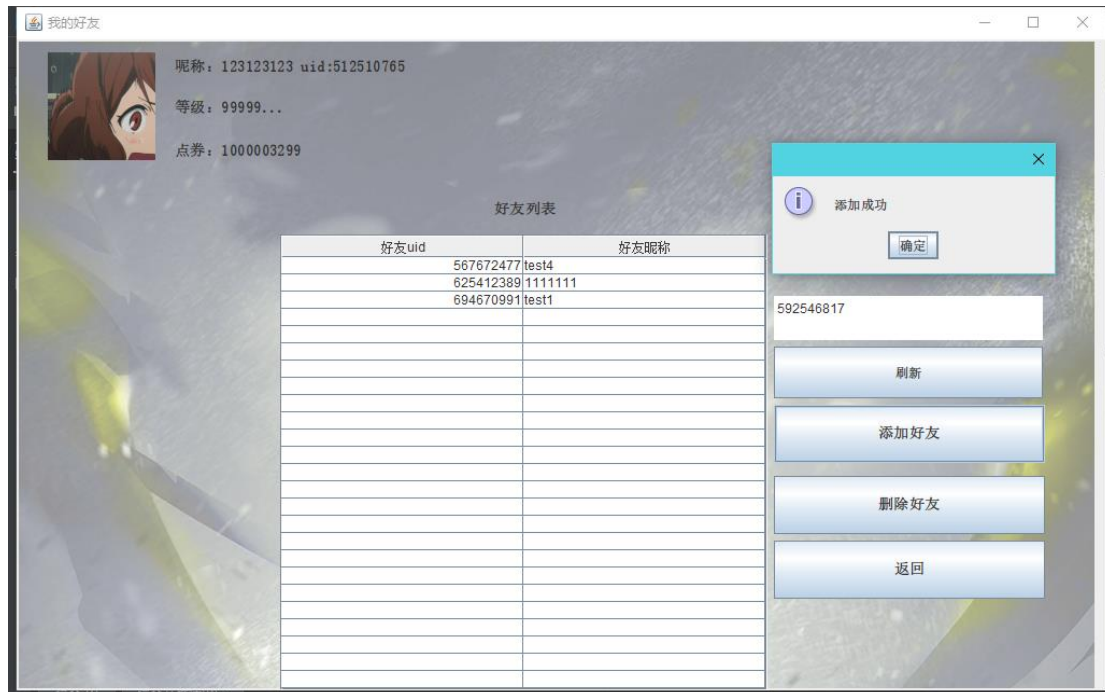 我的好友
昵称：123123123 uid:512510765
等级：99999...
点券：1000003299
好友列表
好友uid 好友昵称
567672477 test4
625412389 1111111
694670991 test1
添加成功
确定
592546817
刷新
添加好友
删除好友
返回